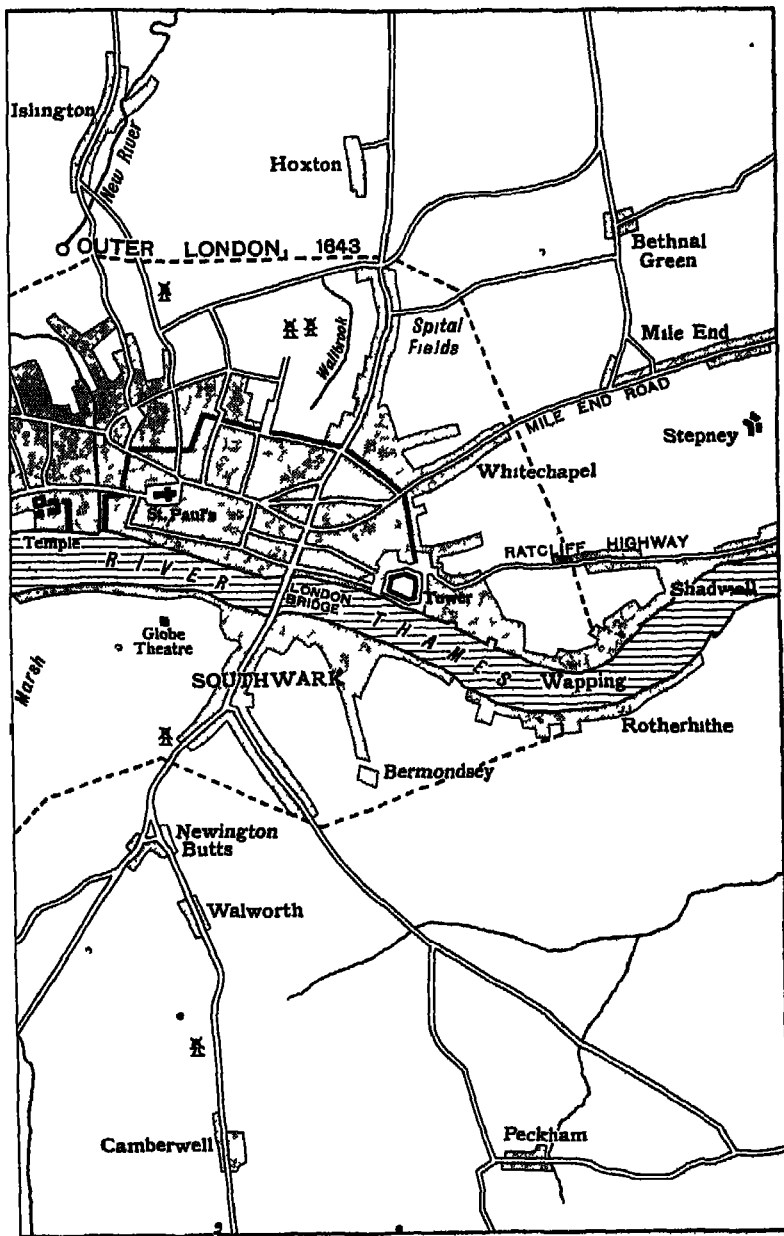 Islington
New River
Hoxton
OUTER LONDON, 1643
Bethnal
Green
Wallbrook
Spital
Fields
Mile End
MILE END ROAD
Stepney
Whitechapel
St. Paul's
Temple
RATCLIFF HIGHWAY
RIVER THAMES
LONDON
BRIDGE
Tower
Shadwell
Globe
Theatre
Marsh
SOUTHWARK
Wapping
Rotherhithe
Bermondsey
Newington
Butts
Walworth
Camberwell
Peckham